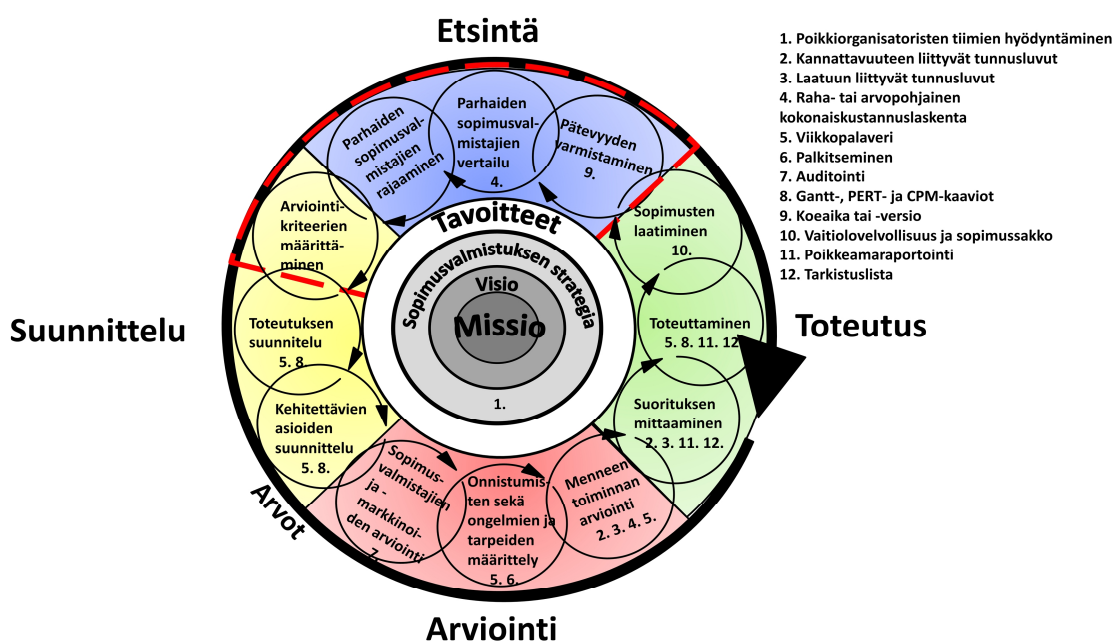 Etsintä
1. Poikkiorganisatoristen tiimien hyödyntäminen
2. Kannattavuuteen liittyvät tunnusluvut
3. Laatuun liittyvät tunnusluvut
4. Raha- tai arvopohjainen
kokonaiskustannuslaskenta
5. Viikkopalaveri
6. Palkitseminen
7. Auditointi
8. Gantt-, PERT- ja CPM-kaaviot
9. Koeaika tai -versio
10. Vaitiolovelvollisuus ja sopimussakko
11. Poikkeamaraportointi
12. Tarkistuslista
Parhaiden
sopimusval-
mistajien
rajaaminen
Parhaiden
sopimusval-
mistajien
vertailu
4.
Pätevyyden
varmistaminen
9.
Arviointi-
kriteerien
määrittä-
minen
Tavoitteet
Sopimusvalmistuksen strategia
Visio
Missio
1.
Sopimusten
laatiminen
10.
Suunnittelu
Toteutuksen
suunnitelu
5. 8.
Toteuttaminen
5. 8. 11. 12.
Toteutus
Kehitettävien
asioiden
suunnittelu
5. 8.
Suorituksen
mittaaminen
2. 3. 11. 12.
Arvot
Sopimus-
valmistajien
ja -
markkinoi-
den arviointi
7.
Onnistumis-
ten sekä
ongelmien ja
tarpeiden
määrittely
5. 6.
Menneen
toiminnan
arviointi
2. 3. 4. 5.
Arviointi